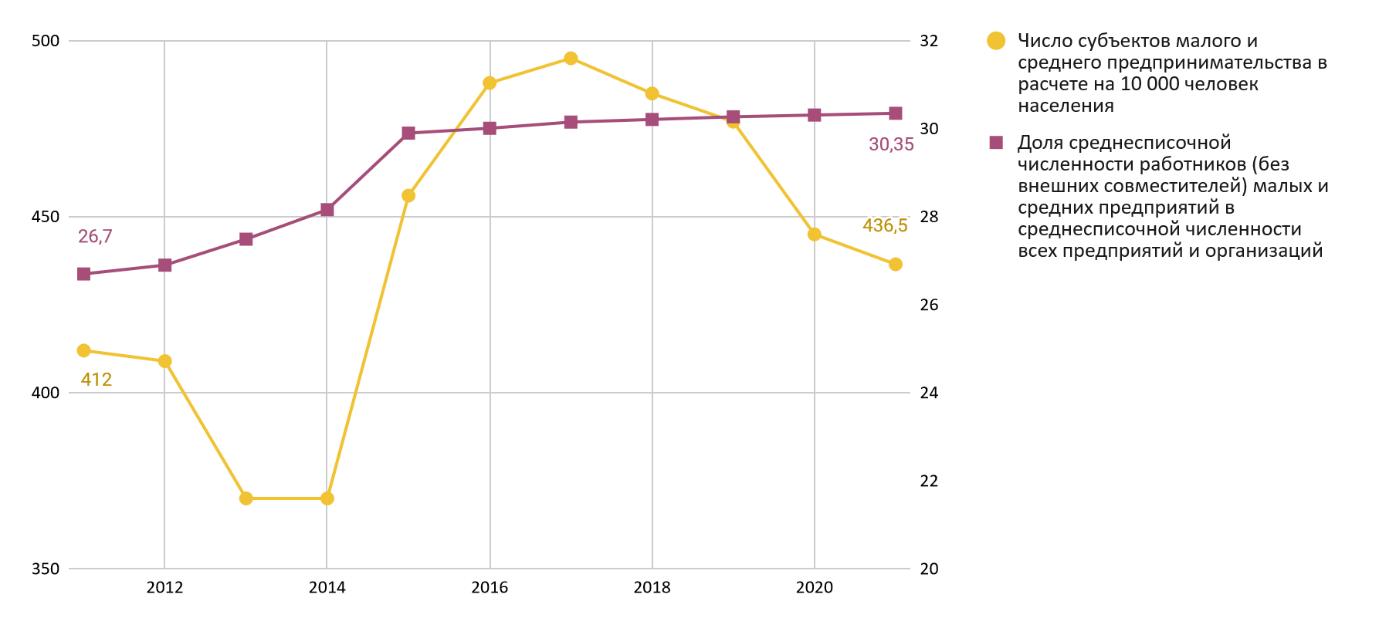 500
450
400
350
32
30
28
26
24
22
20
2012
2014
2016
2018
2020
26,7
412
30,35
436,5
Число субъектов малого и
среднего предпринимательства в
расчете на 10 000 человек
населения
Доля среднесписочной
численности работников (без
внешних совместителей) малых и
средних предприятий в
среднесписочной численности
всех предприятий и организаций